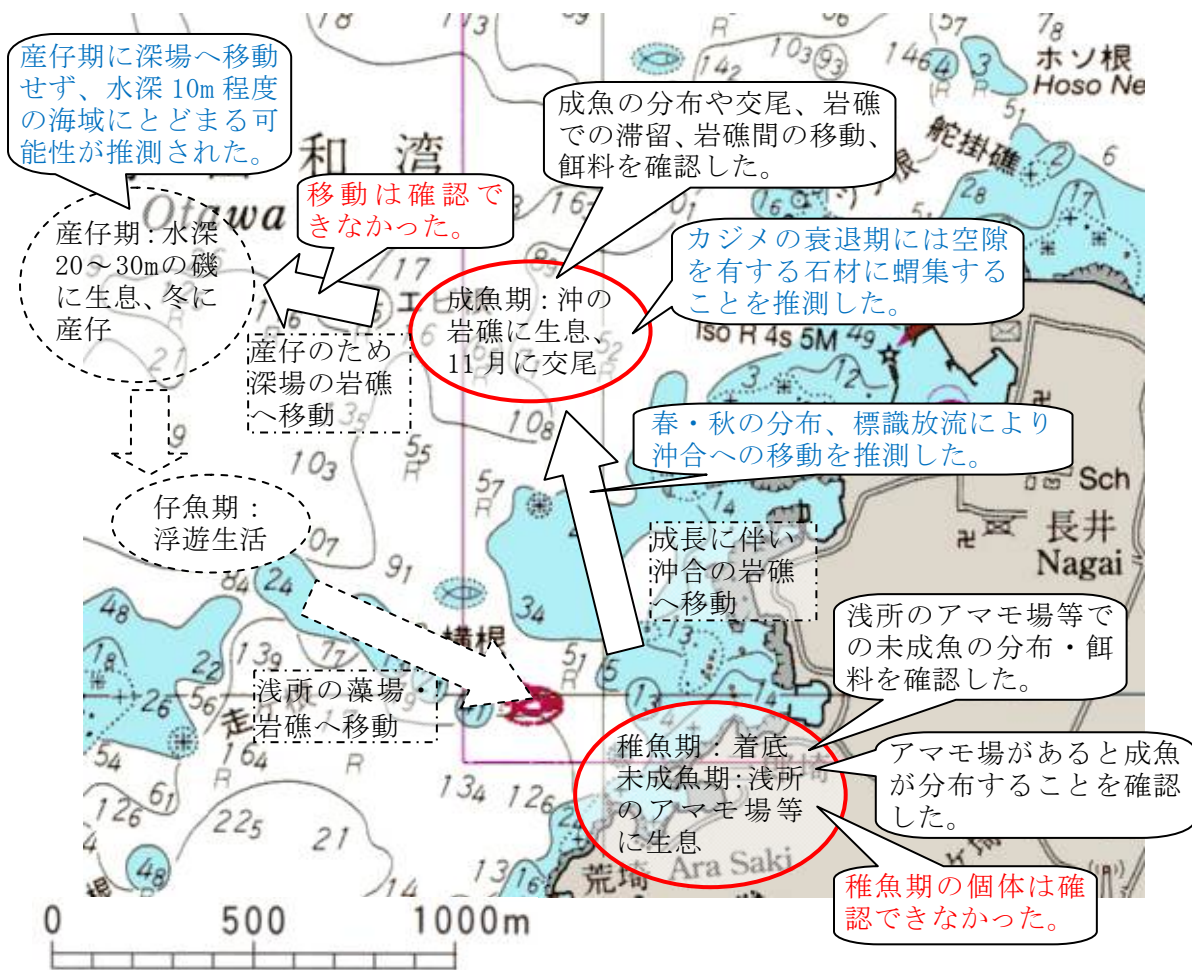 産仔期に深場へ移動
せず、水深 10m 程度
の海域にとどまる可
能性が推測された。
成魚の分布や交尾、岩礁
での滞留、岩礁間の移動、
餌料を確認した。
ホソ根
Hoso Ne
舵掛礁
和 湾
Otawa
移動は確認で
きなかった。
産仔期：水深
20～30mの磯
に生息、冬に
産仔
カジメの衰退期には空隙
を有する石材に蝟集する
ことを推測した。
成魚期：沖の
岩礁に生息、
11 月に交尾
Iso R 4s 5M
産仔のため
深場の岩礁
へ移動
春・秋の分布、標識放流により
沖合への移動を推測した。
Sch
長井
Nagai
仔魚期：
浮遊生活
成長に伴い
沖合の岩礁
へ移動
横根
浅所のアマモ場等で
の未成魚の分布・餌
料を確認した。
浅所の藻場・
岩礁へ移動
稚魚期：着底
未成魚期：浅所
のアマモ場等
に生息
アマモ場があると成魚
が分布することを確認
した。
荒埼 Ara Saki
稚魚期の個体は確
認できなかった。
0 500 1000m